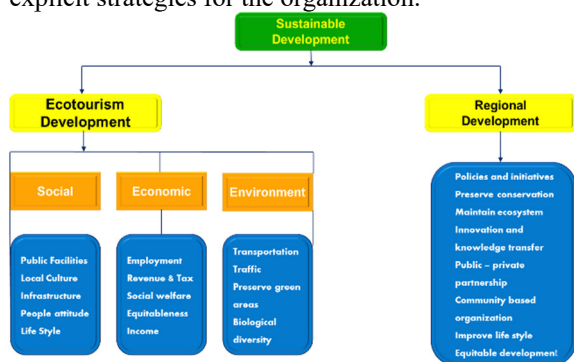 explicit strategies for the organization.
Sustainable
Development
Ecotourism
Development
Regional
Development
Social
Economic
Environment
Public Facilities
Local Culture
Infrastructure
People attitude
Life Style
Employment
Revenue & Tax
Social welfare
Equitableness
Income
Transportation
Traffic
Preserve green
areas
Biological
diversity
Policies and initiatives
Preserve conservation
Maintain ecosystem
Innovation and
knowledge transfer
Public – private
partnership
Community based
organization
Improve life style
Equitable development